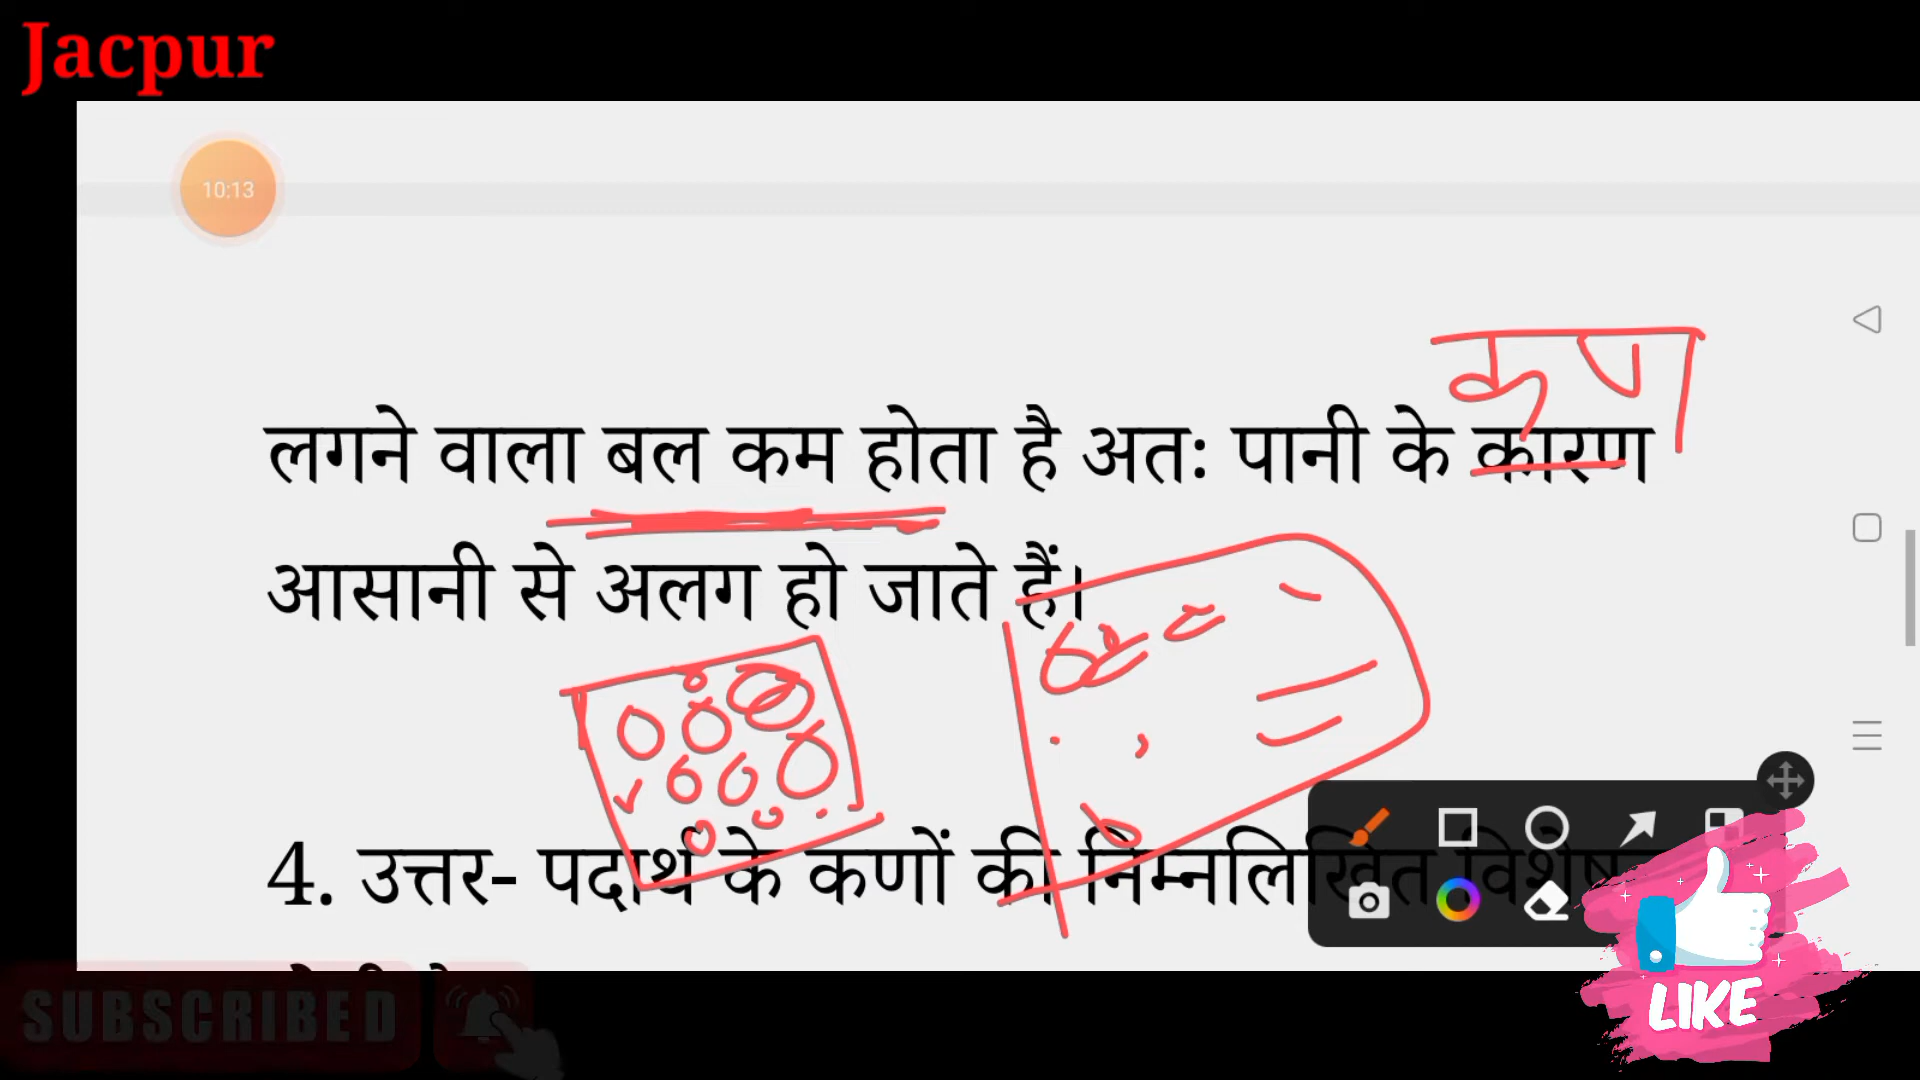 Jacpur
10:13
कण
लगने वाला बल कम होता है अतः पानी के कारण
आसानी से अलग हो जाते हैं।
4. उत्तर- पदार्थ के कणों की निम्नलिखित
SUBSCRIBED
LIKE